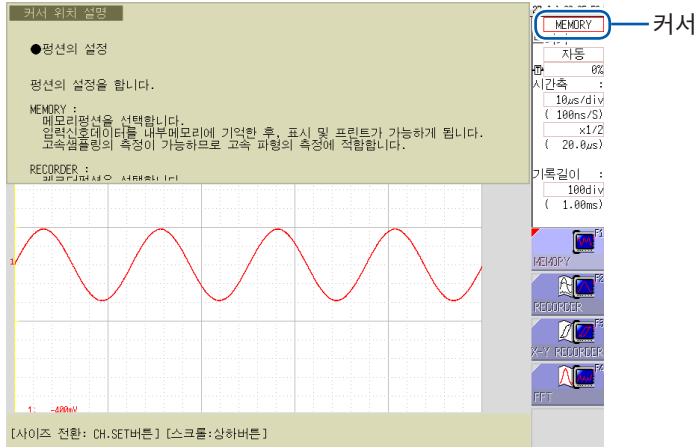 커서 위치 설명
●펑션의 설정
펑션의 설정을 합니다.
MEMORY :
메모리펑션을 선택합니다.
입력신호데이터를 내부메모리에 기억한 후, 표시 및 프린트가 가능하게 됩니다.
고속샘플링의 측정이 가능하므로 고속 파형의 측정에 적합합니다.
RECORDER :
1
1: -400mV
[사이즈 전환: CH.SET버튼] [스크롤:상하버튼]
MEMORY
커서
자동
0%
시간축 :
10µs/div
( 100ns/S)
×1/2
( 20.0µs)
기록길이 :
100div
( 1.00ms)
F1
MEMORY
F2
RECORDER
F3
X-Y RECORDER
F4
FFT